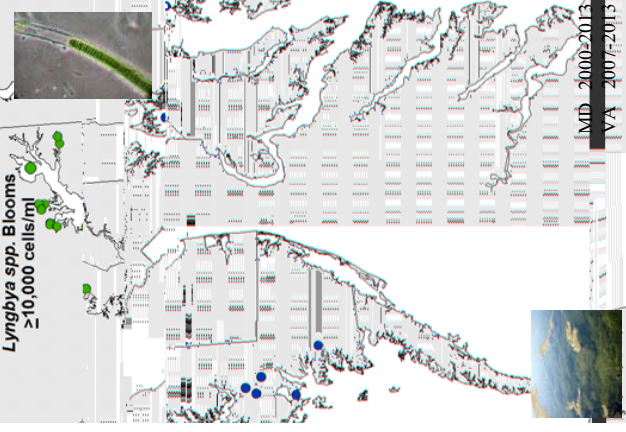 Lyngbya spp. Blooms
≥10,000 cells/ml
MD 2000-2013
VA 2007-2013